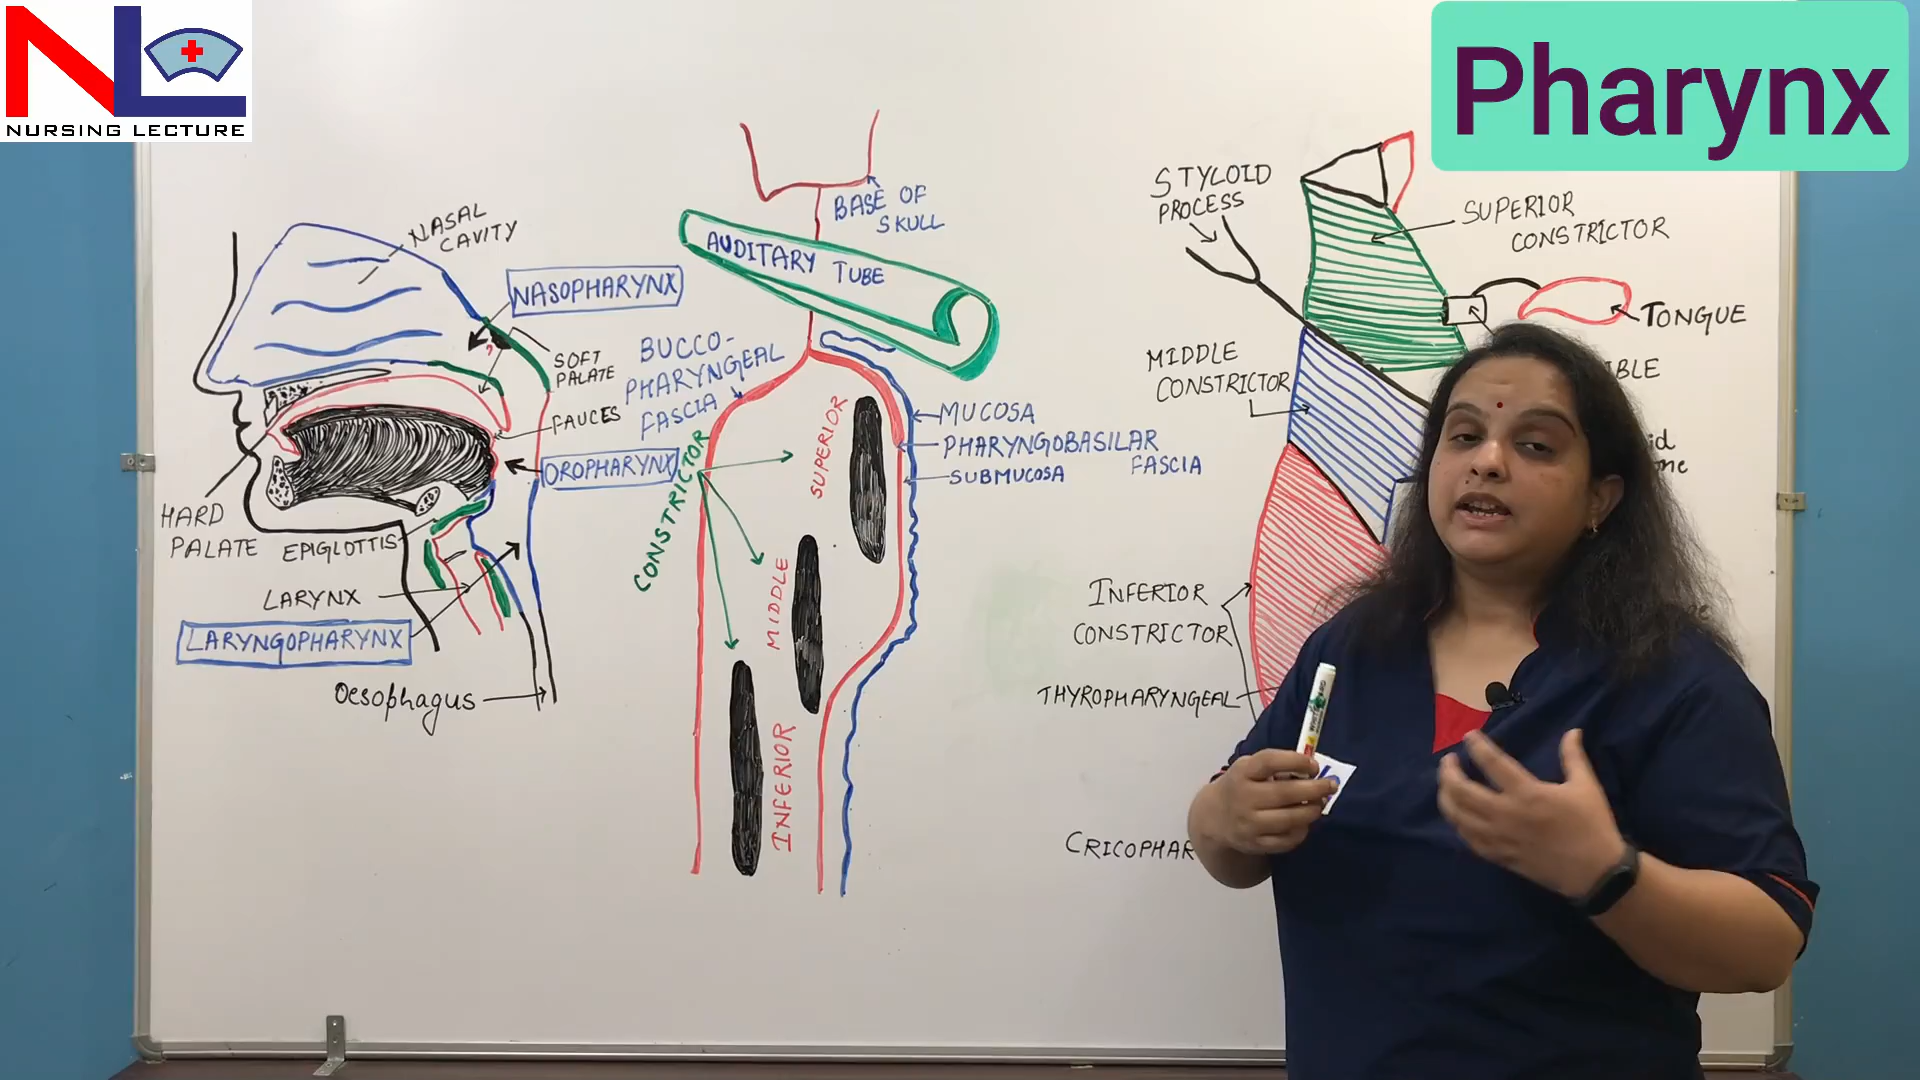 NL
NURSING LECTURE
Pharynx
NASAL
CAVITY
NASOPHARYNX
SOFT
PALATE
FAUCES
OROPHARYNX
HARD
PALATE
EPIGLOTTIS
LARYNX
LARYNGOPHARYNX
Oesophagus
BASE OF
SKULL
AUDITARY TUBE
BUCCO-
PHARYNGEAL
FASCIA
CONSTRICTOR
SUPERIOR
MIDDLE
INFERIOR
MUCOSA
PHARYNGOBASILAR
FASCIA
SUBMUCOSA
STYLOID
PROCESS
SUPERIOR
CONSTRICTOR
TONGUE
MIDDLE
CONSTRICTOR
INFERIOR
CONSTRICTOR
THYROPHARYNGEAL